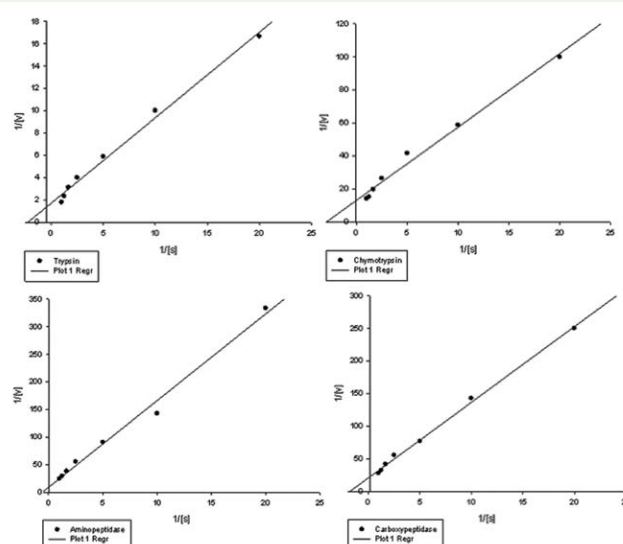 18
16
14
12
10
8
6
4
2
0
1/[v]
0 5 10 15 20 25
1/[s]
Trypsin
Plot 1 Regr
120
100
80
60
40
20
0
1/[v]
0 5 10 15 20 25
1/[s]
Chymotrypsin
Plot 1 Regr
350
300
250
200
150
100
50
0
1/[v]
0 5 10 15 20 25
1/[s]
Aminopeptidase
Plot 1 Regr
300
250
200
150
100
50
0
1/[v]
0 5 10 15 20
1/[s]
Carboxypeptidase
Plot 1 Regr